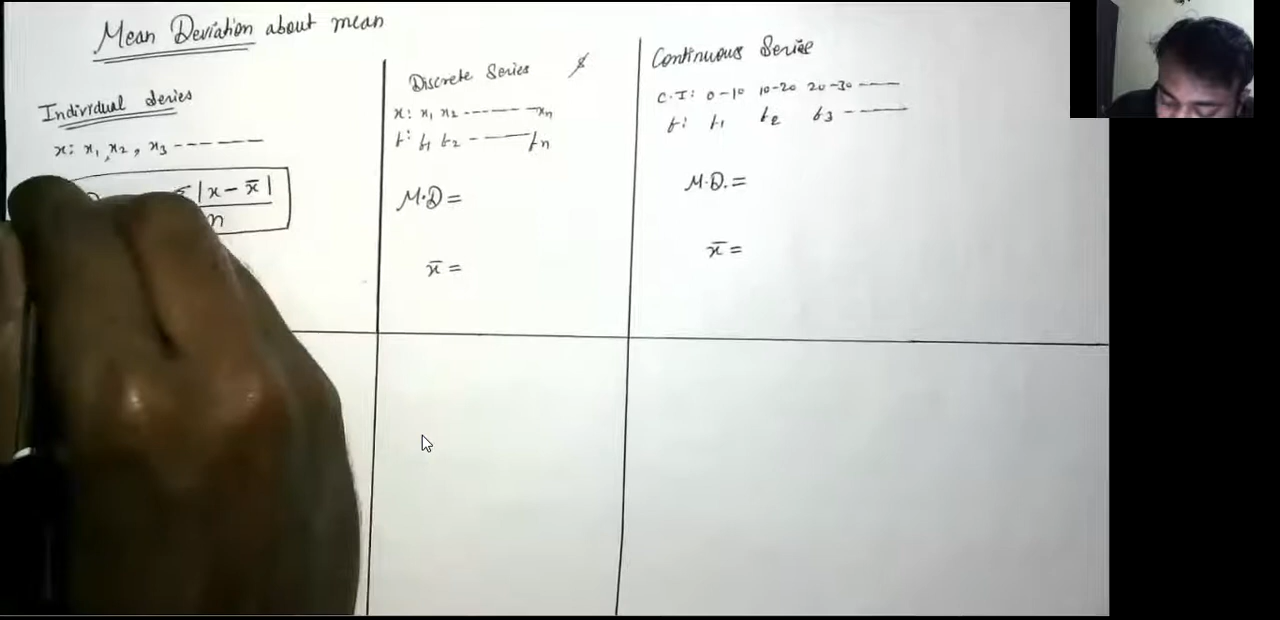 Mean Deviation about mean
Individual series
x: x₁, x₂, x₃ -------
Σ|x - x̄|
n
Discrete Series
x: x₁ x₂ ------- xₙ
f: f₁ f₂ ------- fₙ
M.D =
x̄ =
Continuous Series
C.I: 0-10 10-20 20-30 -----
f: f₁ f₂ f₃ -----
M.D. =
x̄ =